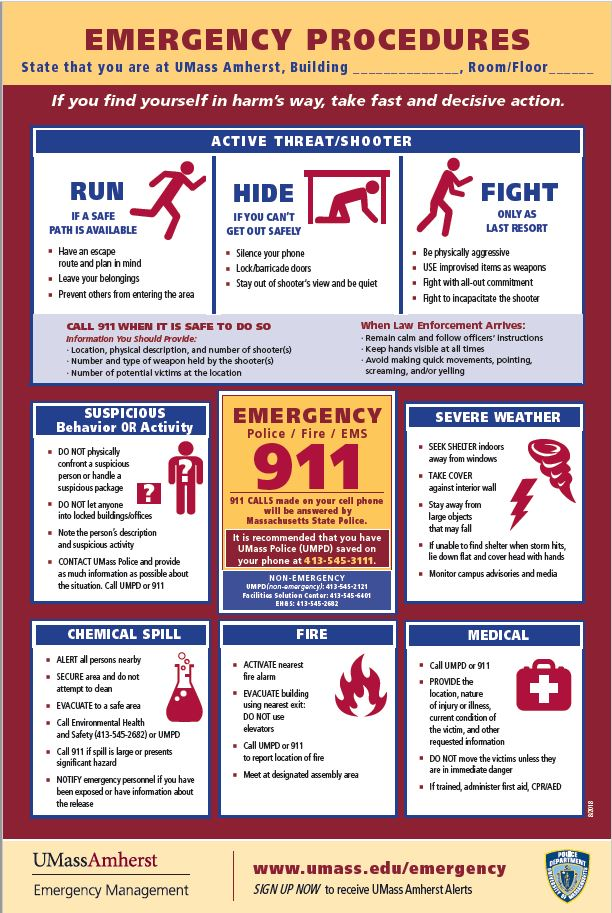 EMERGENCY PROCEDURES
State that you are at UMass Amherst, Building ______________, Room/Floor______
If you find yourself in harm's way, take fast and decisive action.
ACTIVE THREAT/SHOOTER
RUN
IF A SAFE
PATH IS AVAILABLE
▪ Have an escape
route and plan in mind
▪ Leave your belongings
▪ Prevent others from entering the area
HIDE
IF YOU CAN'T
GET OUT SAFELY
▪ Silence your phone
▪ Lock/barricade doors
▪ Stay out of shooter's view and be quiet
FIGHT
ONLY AS
LAST RESORT
▪ Be physically aggressive
▪ USE improvised items as weapons
▪ Fight with all-out commitment
▪ Fight to incapacitate the shooter
CALL 911 WHEN IT IS SAFE TO DO SO
Information You Should Provide:
· Location, physical description, and number of shooter(s)
· Number and type of weapon held by the shooter(s)
· Number of potential victims at the location
When Law Enforcement Arrives:
· Remain calm and follow officers' instructions
· Keep hands visible at all times
· Avoid making quick movements, pointing,
screaming, and/or yelling
SUSPICIOUS
Behavior OR Activity
▪ DO NOT physically
confront a suspicious
person or handle a
suspicious package
▪ DO NOT let anyone
into locked buildings/offices
▪ Note the person's description
and suspicious activity
▪ CONTACT UMass Police and provide
as much information as possible about
the situation. Call UMPD or 911
?
?
EMERGENCY
Police / Fire / EMS
911
911 CALLS made on your cell phone
will be answered by
Massachusetts State Police.
It is recommended that you have
UMass Police (UMPD) saved on
your phone at 413-545-3111.
NON-EMERGENCY
UMPD(non-emergency): 413-545-2121
Facilities Solution Center: 413-545-6401
EH&S: 413-545-2682
SEVERE WEATHER
▪ SEEK SHELTER indoors
away from windows
▪ TAKE COVER
against interior wall
▪ Stay away from
large objects
that may fall
▪ If unable to find shelter when storm hits,
lie down flat and cover head with hands
▪ Monitor campus advisories and media
CHEMICAL SPILL
▪ ALERT all persons nearby
▪ SECURE area and do not
attempt to clean
▪ EVACUATE to a safe area
▪ Call Environmental Health
and Safety (413-545-2682) or UMPD
▪ Call 911 if spill is large or presents
significant hazard
▪ NOTIFY emergency personnel if you have
been exposed or have information about
the release
FIRE
▪ ACTIVATE nearest
fire alarm
▪ EVACUATE building
using nearest exit:
DO NOT use
elevators
▪ Call UMPD or 911
to report location of fire
▪ Meet at designated assembly area
MEDICAL
▪ Call UMPD or 911
▪ PROVIDE the
location, nature
of injury or illness,
current condition of
the victim, and other
requested information
▪ DO NOT move the victims unless they
are in immediate danger
▪ If trained, administer first aid, CPR/AED
8/2018
UMassAmherst
Emergency Management
www.umass.edu/emergency
SIGN UP NOW to receive UMass Amherst Alerts
POLICE
DEPARTMENT